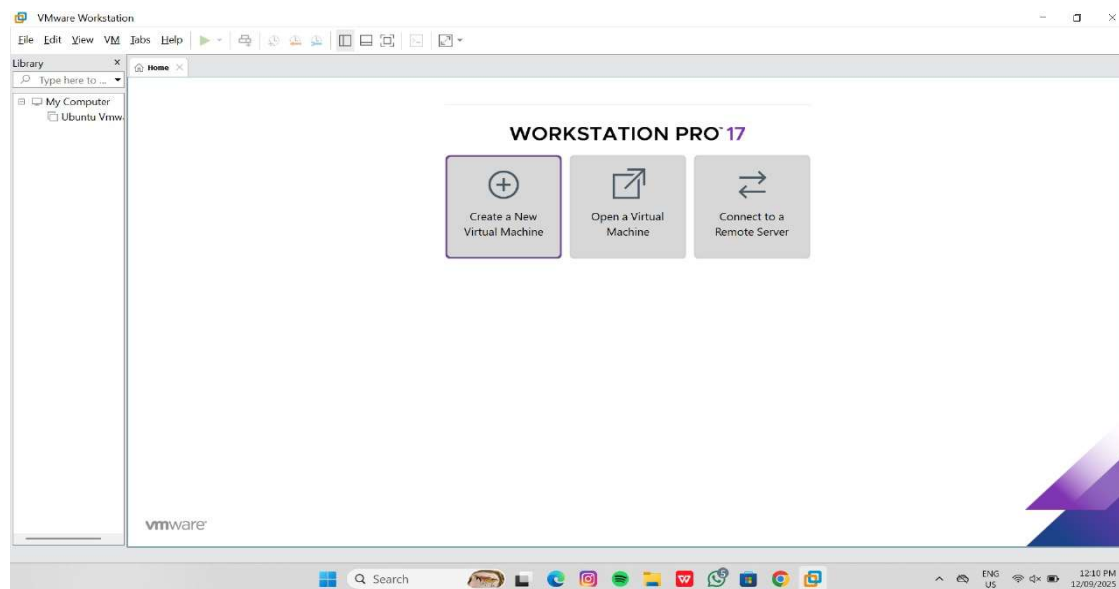 VMware Workstation
File Edit View VM Tabs Help
Library
Home
Type here to ...
My Computer
Ubuntu Vmw
WORKSTATION PRO™ 17
Create a New
Virtual Machine
Open a Virtual
Machine
Connect to a
Remote Server
vmware
Search
5
ENG
US
12:10 PM
12/09/2025